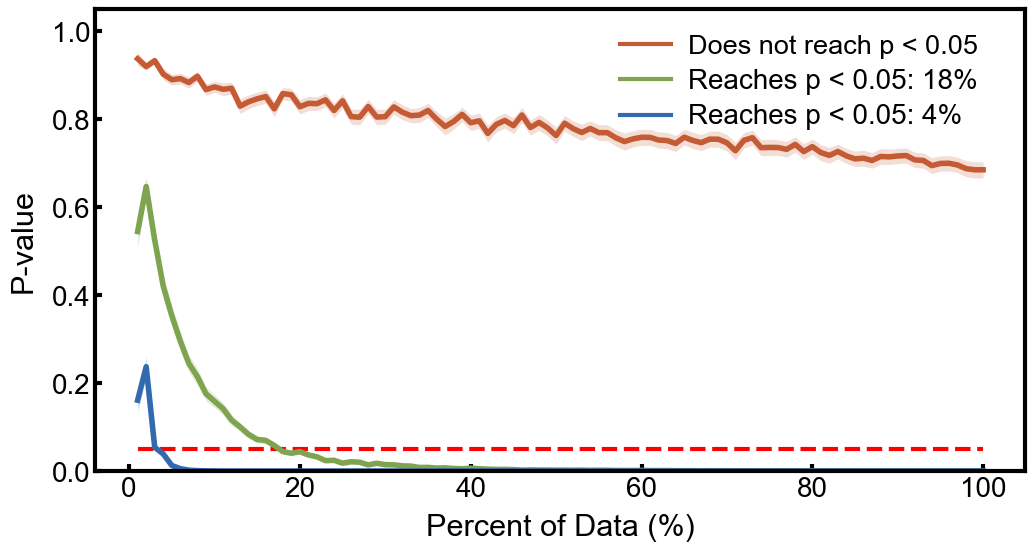 Does not reach p < 0.05
Reaches p < 0.05: 18%
Reaches p < 0.05: 4%
P-value
1.0
0.8
0.6
0.4
0.2
0.0
0 20 40 60 80 100
Percent of Data (%)